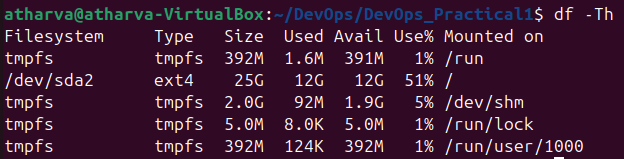 atharva@atharva-VirtualBox:~/DevOps/DevOps_Practical1$ df -Th
Filesystem     Type   Size  Used Avail Use% Mounted on
tmpfs          tmpfs  392M  1.6M  391M   1% /run
/dev/sda2      ext4    25G   12G   12G  51% /
tmpfs          tmpfs  2.0G   92M  1.9G   5% /dev/shm
tmpfs          tmpfs  5.0M  8.0K  5.0M   1% /run/lock
tmpfs          tmpfs  392M  124K  392M   1% /run/user/1000